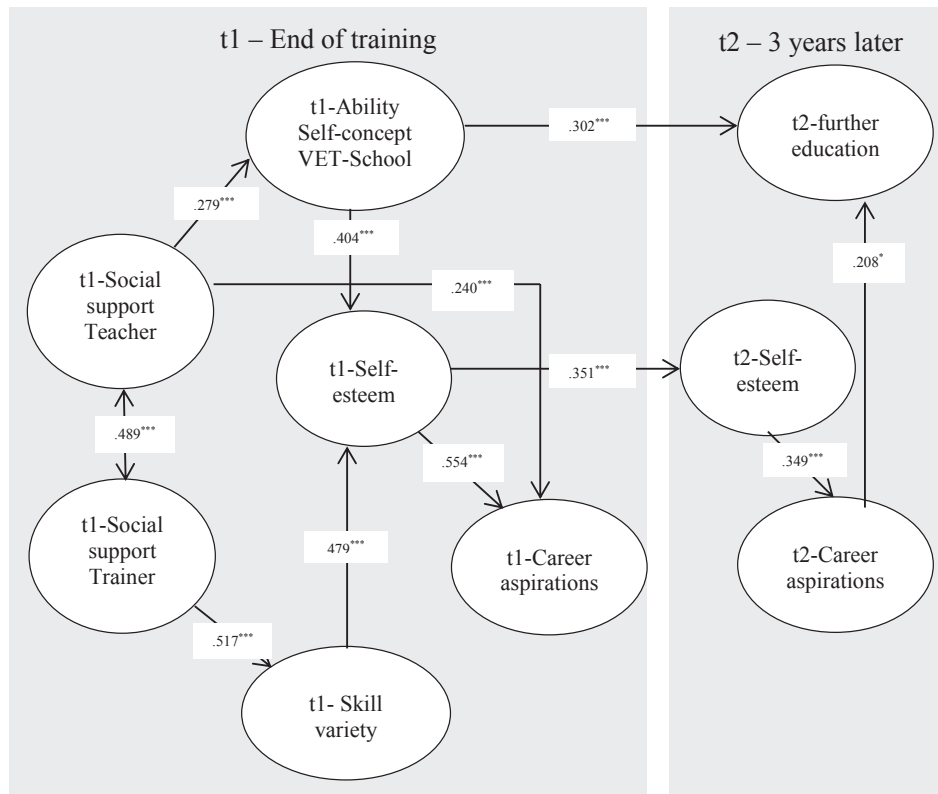 t1 – End of training
t2 – 3 years later
t1-Ability
Self-concept
VET-School
.302***
t2-further
education
.279***
.404***
.208*
t1-Social
support
Teacher
.240***
t1-Self-
esteem
.351***
t2-Self-
esteem
.489***
.554***
.349***
t1-Social
support
Trainer
479***
t1-Career
aspirations
t2-Career
aspirations
.517***
t1- Skill
variety